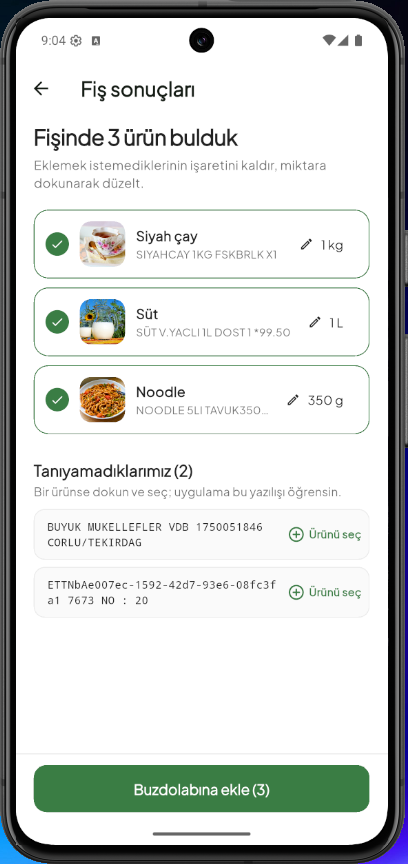 9:04
Fiş sonuçları
Fişinde 3 ürün bulduk
Eklemek istemediklerinin işaretini kaldır, miktara
dokunarak düzelt.
Siyah çay
SIYAHCAY 1KG FSKBRLK X1
1 kg
Süt
SÜT V.YACLI 1L DOST 1 *99.50
1 L
Noodle
NOODLE 5LI TAVUK350...
350 g
Tanıyamadıklarımız (2)
Bir ürünse dokun ve seç; uygulama bu yazılışı öğrensin.
BUYUK MUKELLEFLER VDB 1750051846
CORLU/TEKIRDAG
Ürünü seç
ETTNbAe007ec-1592-42d7-93e6-08fc3f
a1 7673 NO : 20
Ürünü seç
Buzdolabına ekle (3)